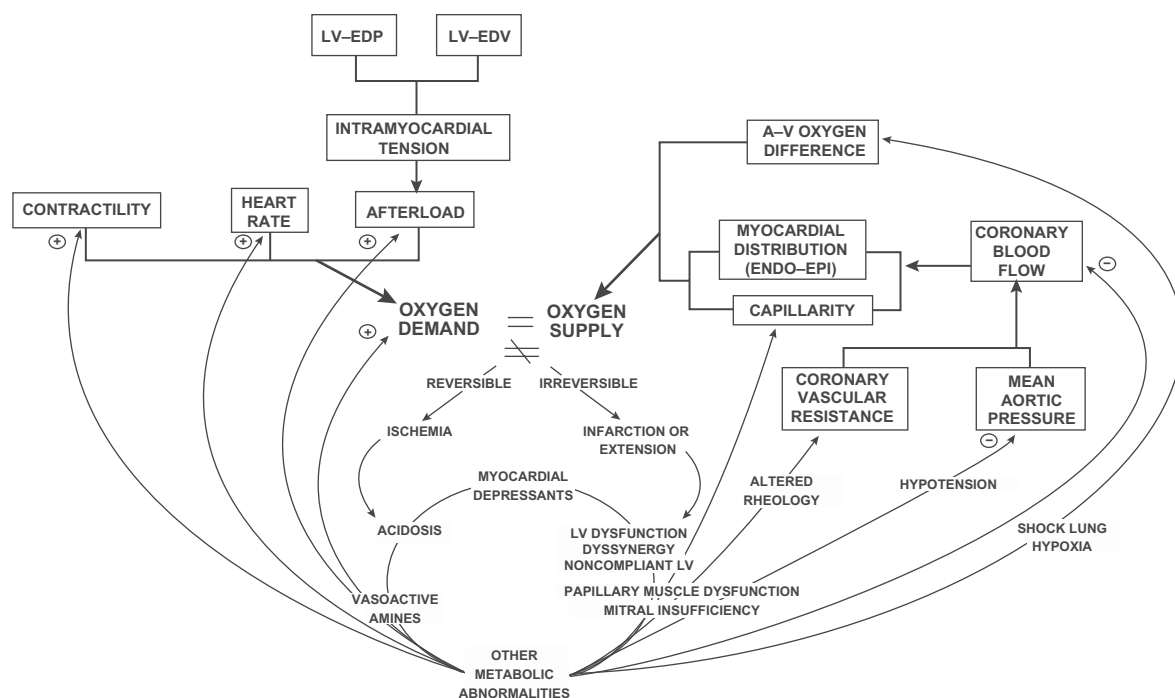 LV–EDP
LV–EDV
INTRAMYOCARDIAL
TENSION
A–V OXYGEN
DIFFERENCE
CONTRACTILITY
HEART
RATE
AFTERLOAD
MYOCARDIAL
DISTRIBUTION
(ENDO–EPI)
CORONARY
BLOOD
FLOW
+
+
+
−
CAPILLARITY
OXYGEN
DEMAND
=
OXYGEN
SUPPLY
+
≠
REVERSIBLE
IRREVERSIBLE
CORONARY
VASCULAR
RESISTANCE
MEAN
AORTIC
PRESSURE
−
ISCHEMIA
INFARCTION OR
EXTENSION
MYOCARDIAL
DEPRESSANTS
ALTERED
RHEOLOGY
HYPOTENSION
ACIDOSIS
LV DYSFUNCTION
DYSSYNERGY
NONCOMPLIANT LV
SHOCK LUNG
HYPOXIA
VASOACTIVE
AMINES
PAPILLARY MUSCLE DYSFUNCTION
MITRAL INSUFFICIENCY
OTHER
METABOLIC
ABNORMALITIES